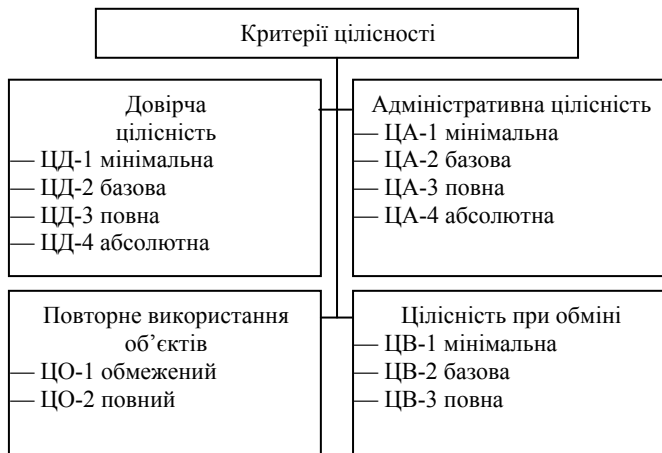 Критерії цілісності
Довірча
цілісність
— ЦД-1 мінімальна
— ЦД-2 базова
— ЦД-3 повна
— ЦД-4 абсолютна
Адміністративна цілісність
— ЦА-1 мінімальна
— ЦА-2 базова
— ЦА-3 повна
— ЦА-4 абсолютна
Повторне використання
об’єктів
— ЦО-1 обмежений
— ЦО-2 повний
Цілісність при обміні
— ЦВ-1 мінімальна
— ЦВ-2 базова
— ЦВ-3 повна